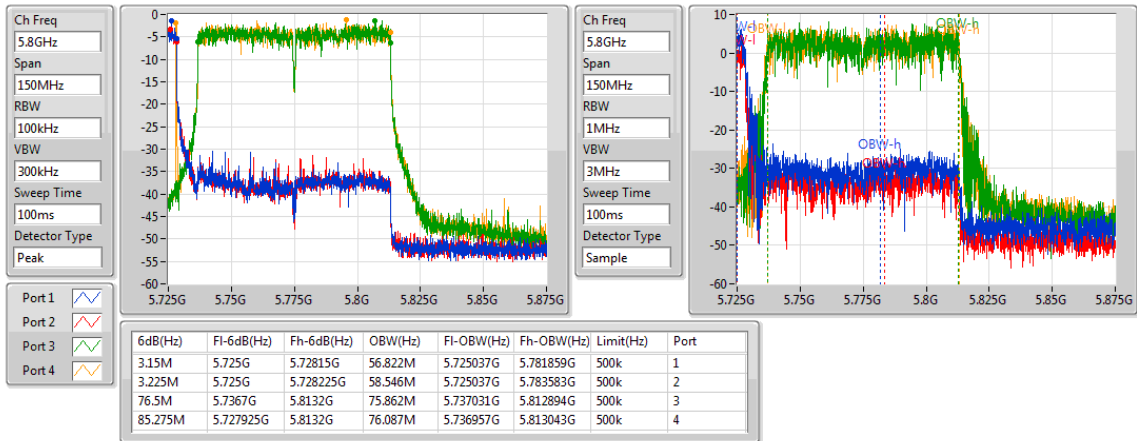 Ch Freq
5.8GHz
Span
150MHz
RBW
100kHz
VBW
300kHz
Sweep Time
100ms
Detector Type
Peak
0
-5
-10
-15
-20
-25
-30
-35
-40
-45
-50
-55
-60
5.725G 5.75G 5.775G 5.8G 5.825G 5.85G 5.875G
Ch Freq
5.8GHz
Span
150MHz
RBW
1MHz
VBW
3MHz
Sweep Time
100ms
Detector Type
Sample
10
0
-10
-20
-30
-40
-50
-60
OBW-h
OBW-h
5.725G 5.75G 5.775G 5.8G 5.825G 5.85G 5.875G
Port 1
Port 2
Port 3
Port 4
6dB(Hz) Fl-6dB(Hz) Fh-6dB(Hz) OBW(Hz) Fl-OBW(Hz) Fh-OBW(Hz) Limit(Hz) Port
3.15M 5.725G 5.72815G 56.822M 5.725037G 5.781859G 500k 1
3.225M 5.725G 5.728225G 58.546M 5.725037G 5.783583G 500k 2
76.5M 5.7367G 5.8132G 75.862M 5.737031G 5.812894G 500k 3
85.275M 5.727925G 5.8132G 76.087M 5.736957G 5.813043G 500k 4